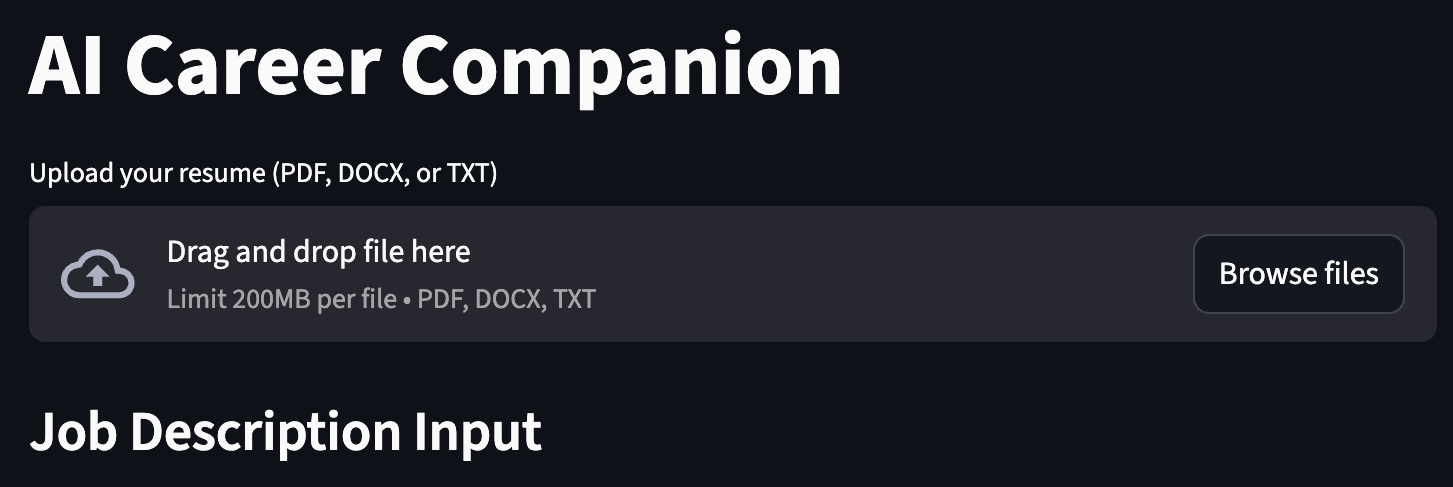 AI Career Companion
Upload your resume (PDF, DOCX, or TXT)
Drag and drop file here
Limit 200MB per file • PDF, DOCX, TXT
Browse files
Job Description Input